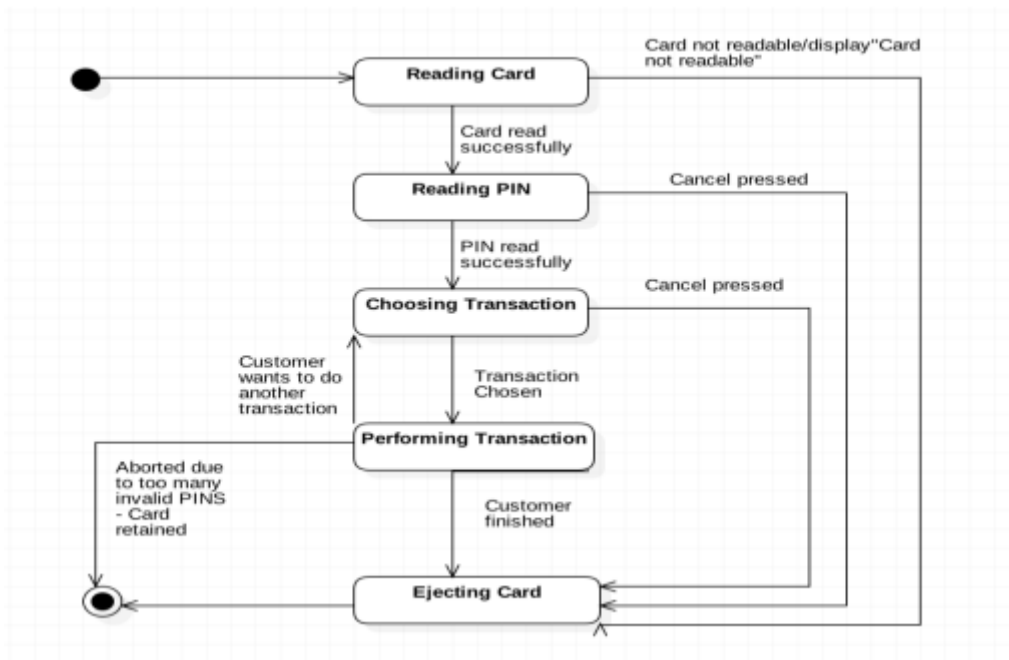 Card not readable/display"Card
not readable"
Reading Card
Card read
successfully
Reading PIN
Cancel pressed
PIN read
successfully
Cancel pressed
Choosing Transaction
Customer
wants to do
another
transaction
Transaction
Chosen
Performing Transaction
Aborted due
to too many
invalid PINS
- Card
retained
Customer
finished
Ejecting Card